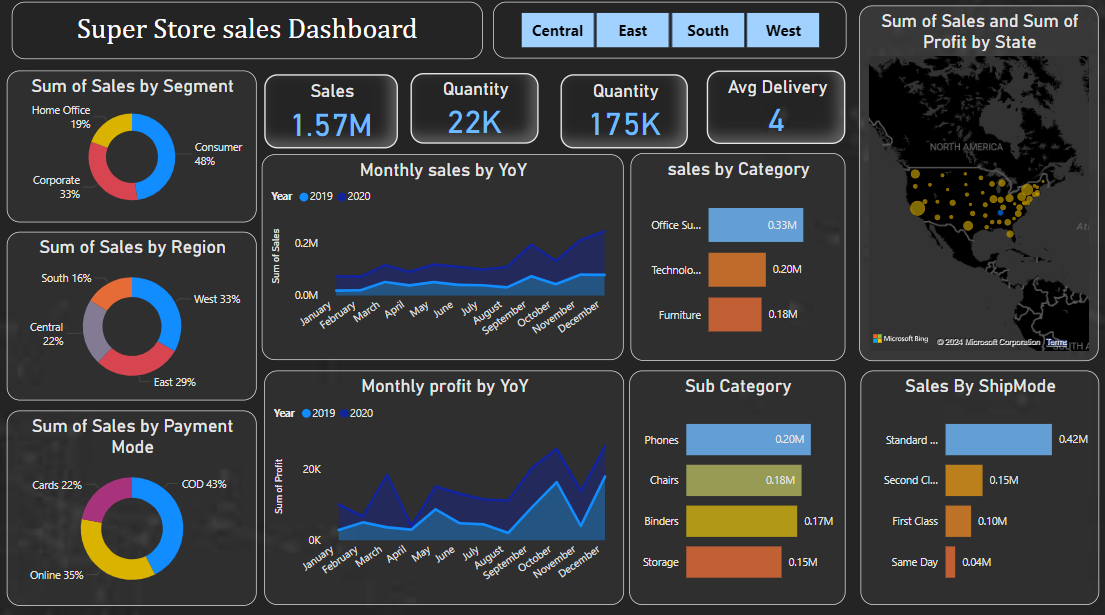 Super Store sales Dashboard
Central
East
South
West
Sum of Sales and Sum of
Profit by State
NORTH AMERICA
Microsoft Bing
© 2024 Microsoft Corporation
Terms
Sum of Sales by Segment
Home Office
19%
Consumer
48%
Corporate
33%
Sales
1.57M
Quantity
22K
Quantity
175K
Avg Delivery
4
Monthly sales by YoY
Year 2019 2020
Sum of Sales
0.2M
0.0M
January
February
March
April
May
June
July
August
September
October
November
December
sales by Category
Office Su... 0.33M
Technolo... 0.20M
Furniture 0.18M
Sum of Sales by Region
South 16%
West 33%
Central
22%
East 29%
Sum of Sales by Payment
Mode
Cards 22%
COD 43%
Online 35%
Monthly profit by YoY
Year 2019 2020
Sum of Profit
20K
0K
January
February
March
April
May
June
July
August
September
October
November
December
Sub Category
Phones 0.20M
Chairs 0.18M
Binders 0.17M
Storage 0.15M
Sales By ShipMode
Standard ... 0.42M
Second Cl... 0.15M
First Class 0.10M
Same Day 0.04M